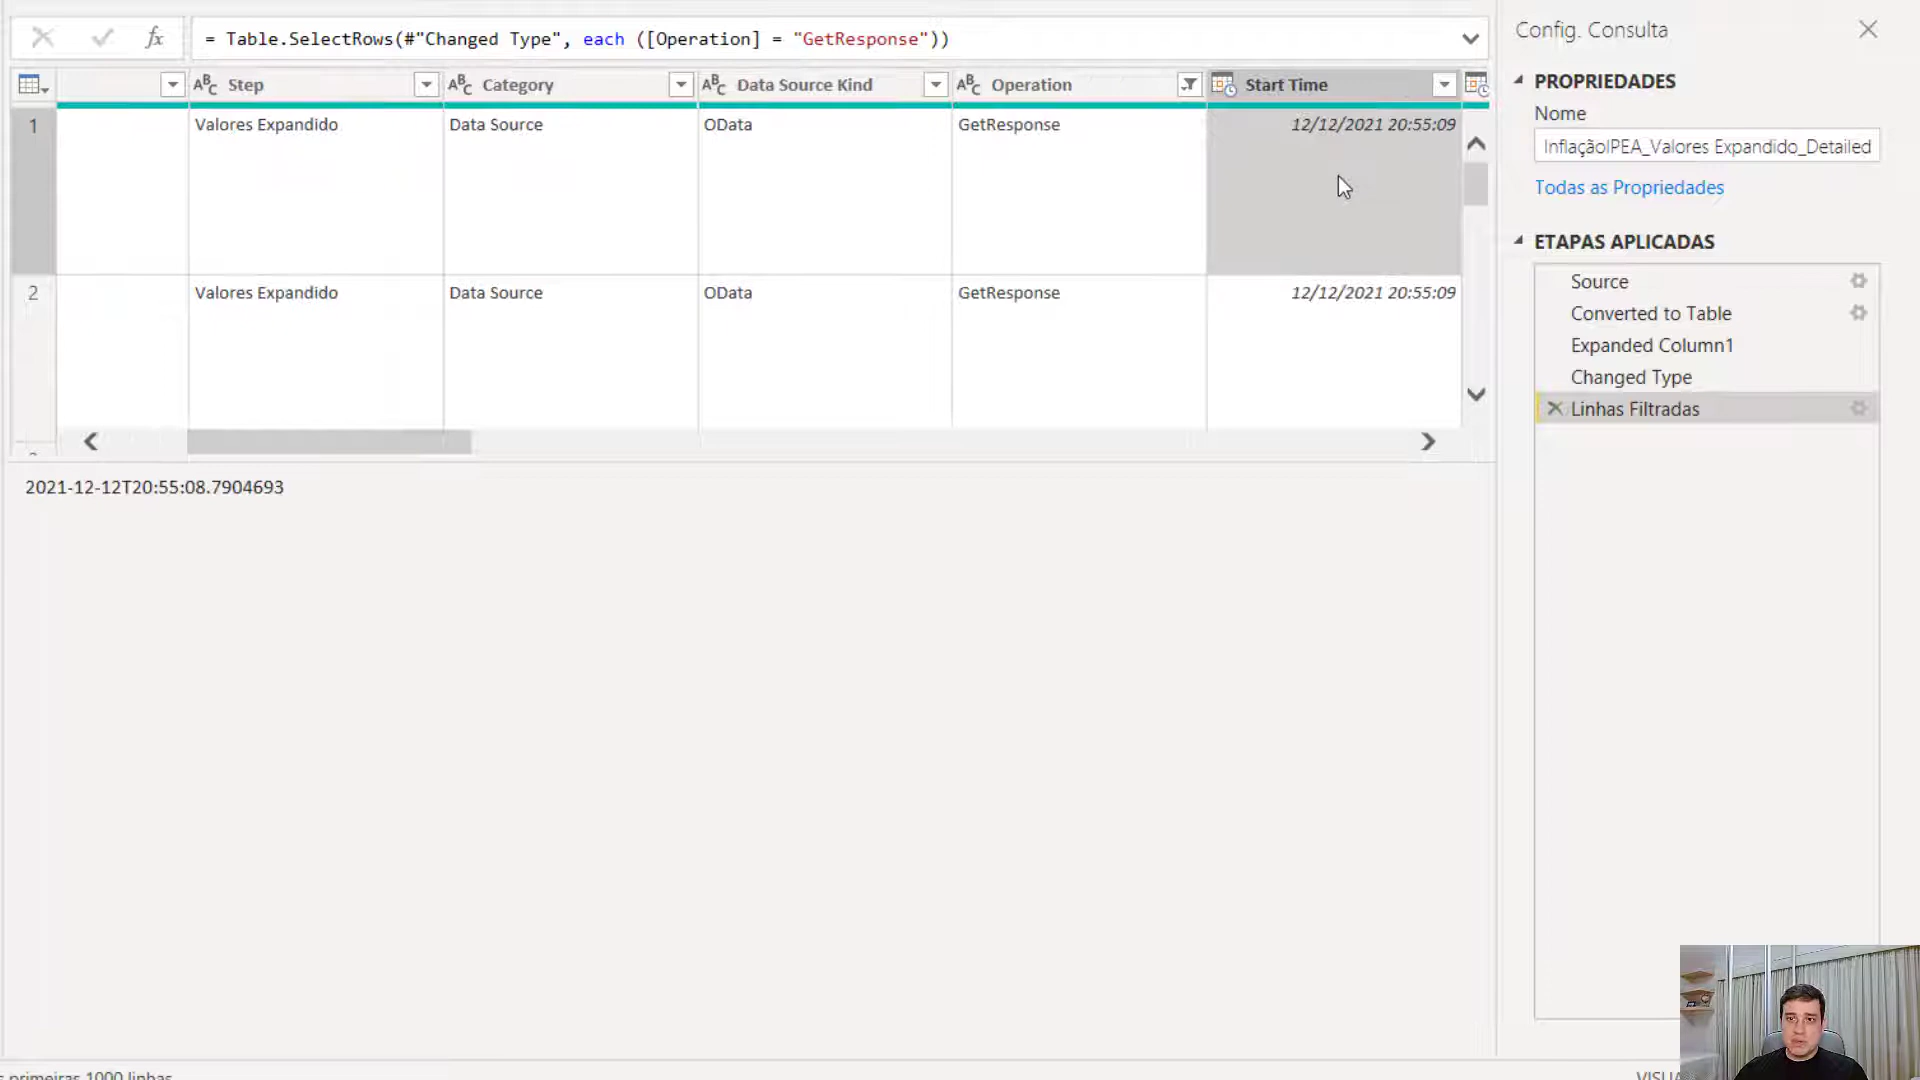 = Table.SelectRows(#"Changed Type", each ([Operation] = "GetResponse"))
Step Category Data Source Kind Operation Start Time
1 Valores Expandido Data Source OData GetResponse 12/12/2021 20:55:09
2 Valores Expandido Data Source OData GetResponse 12/12/2021 20:55:09
2021-12-12T20:55:08.7904693
primeiras 1000 linhas
Config. Consulta
PROPRIEDADES
Nome
InflaçãoIPEA_Valores Expandido_Detailed
Todas as Propriedades
ETAPAS APLICADAS
Source
Converted to Table
Expanded Column1
Changed Type
Linhas Filtradas